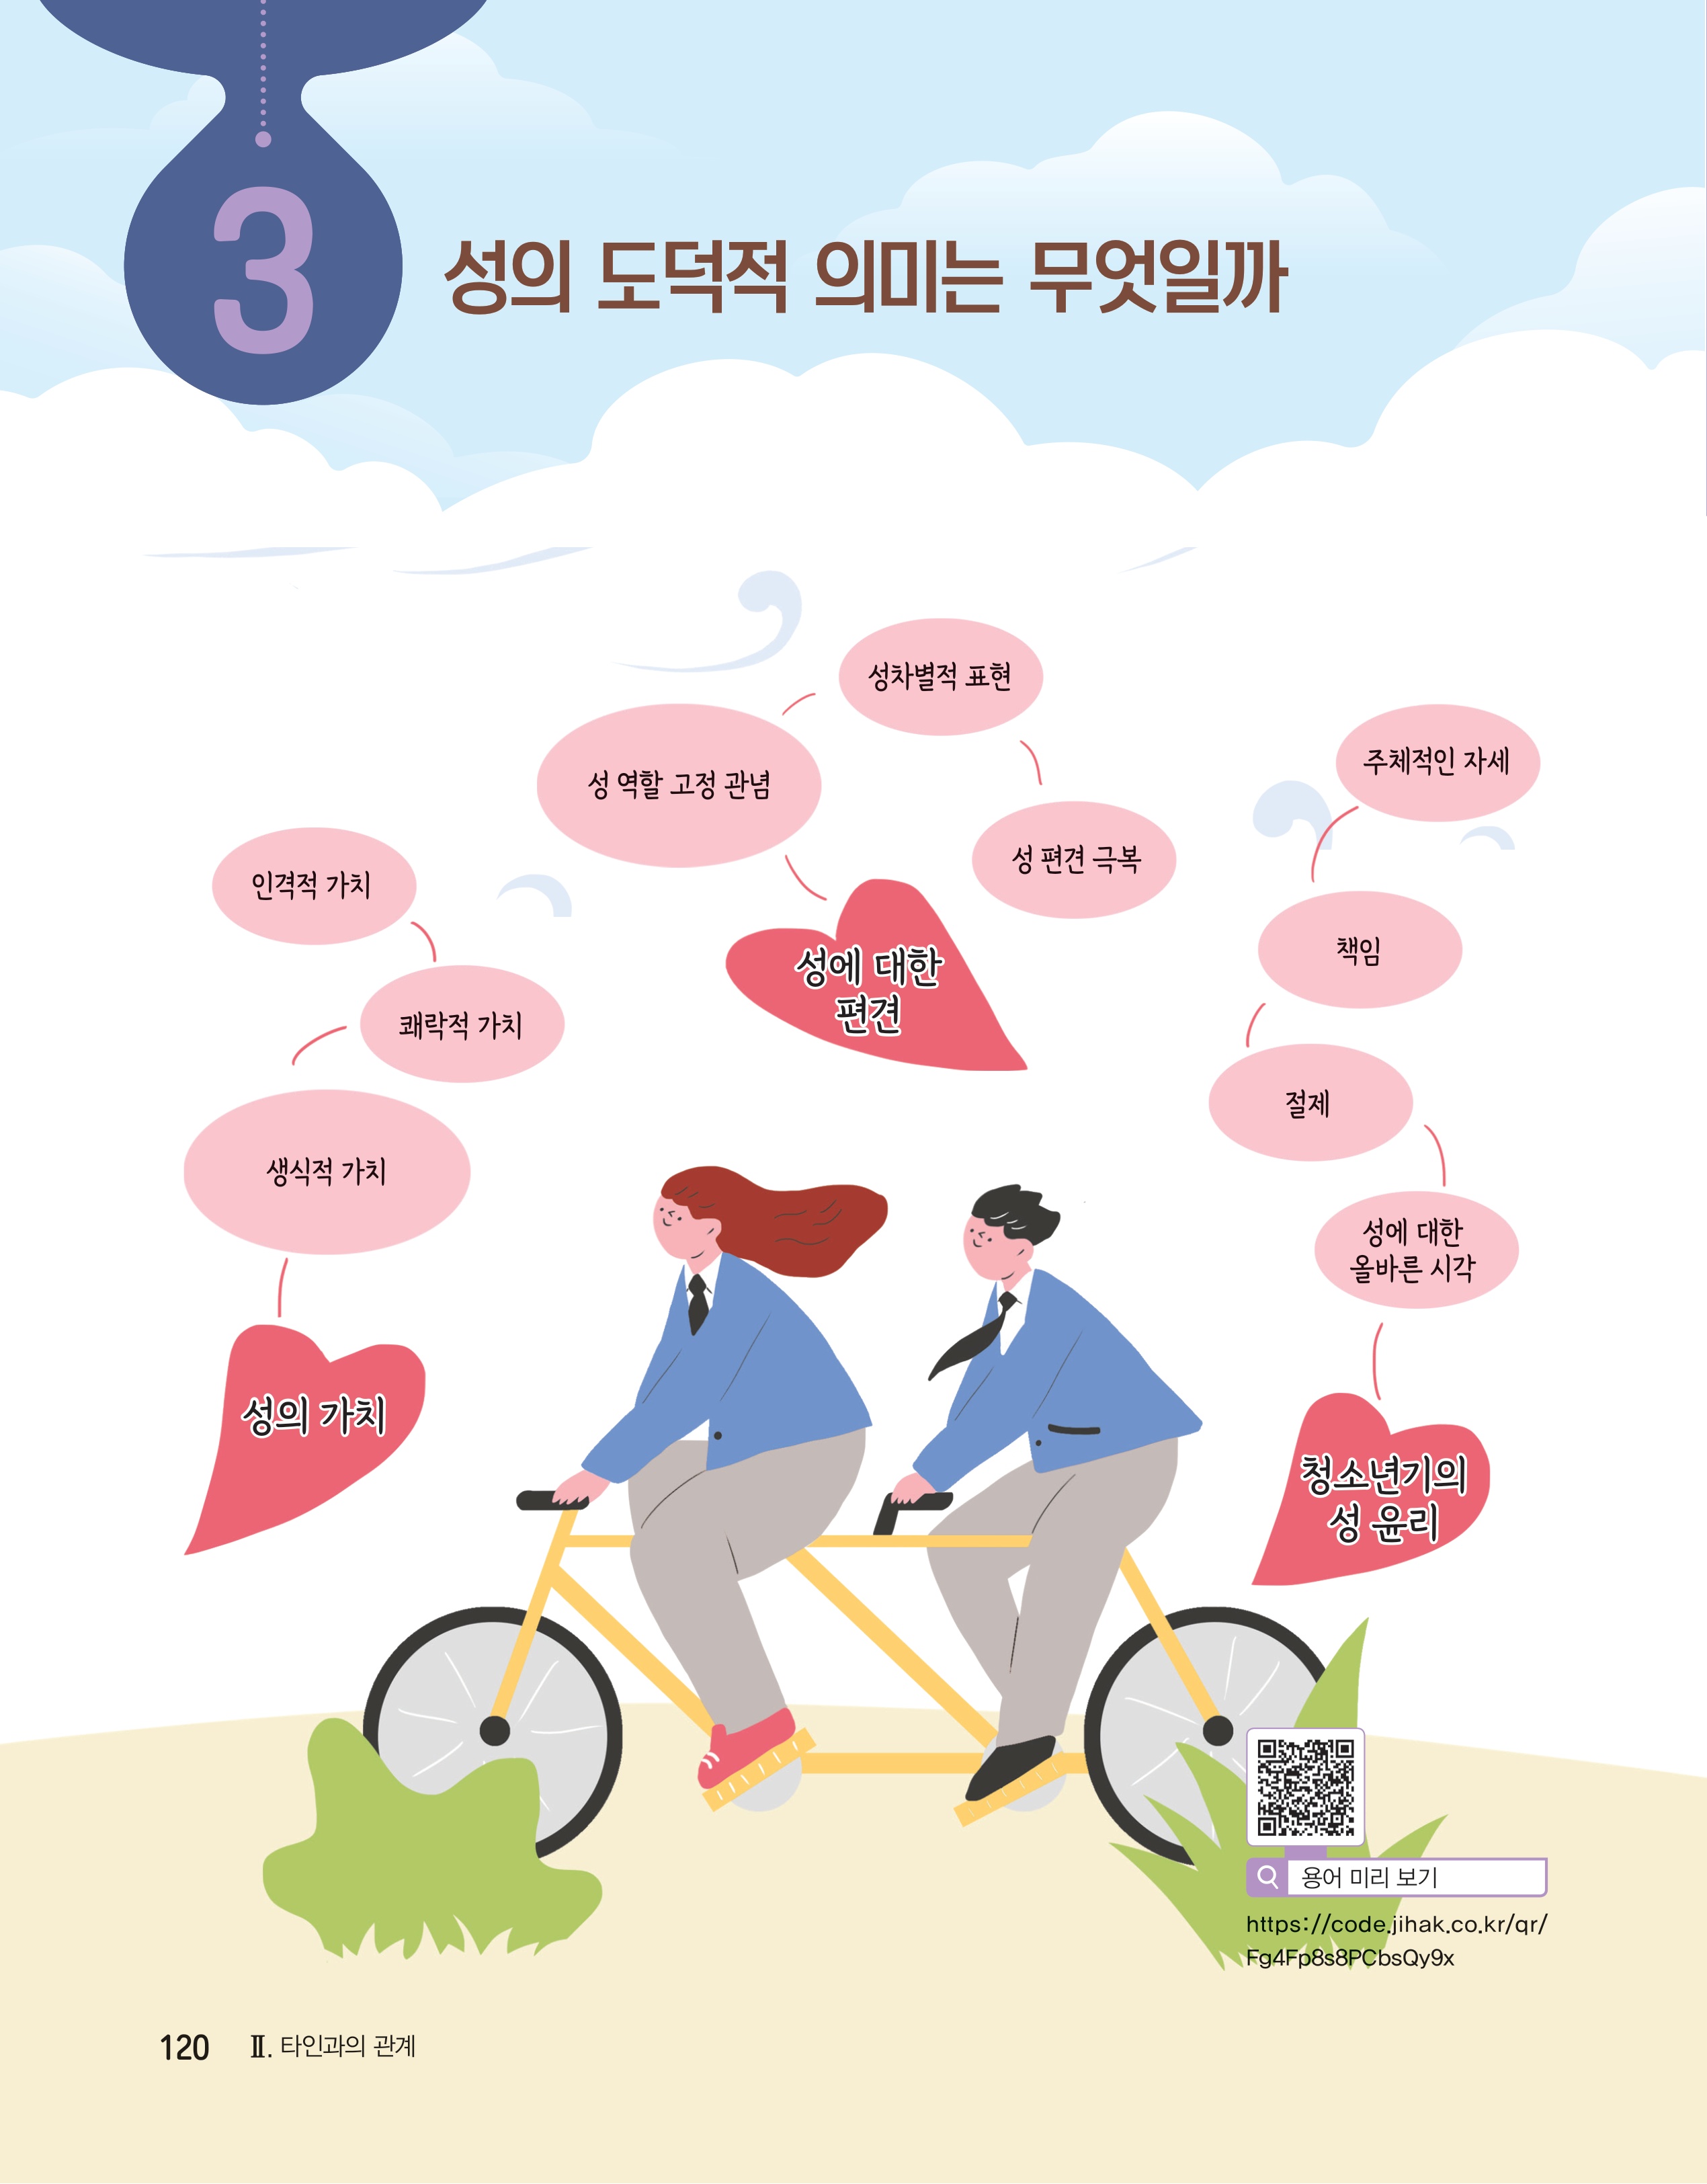 3
성의 도덕적 의미는 무엇일까
성차별적 표현
성 역할 고정 관념
성 편견 극복
성에 대한
편견
인격적 가치
쾌락적 가치
생식적 가치
성의 가치
주체적인 자세
책임
절제
성에 대한
올바른 시각
청소년기의
성 윤리
용어 미리 보기
https://code.jihak.co.kr/qr/
Fg4Fp8s8PCbsQy9x
120 Ⅱ. 타인과의 관계